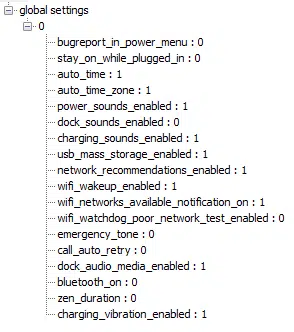 global settings
0
bugreport_in_power_menu : 0
stay_on_while_plugged_in : 0
auto_time : 1
auto_time_zone : 1
power_sounds_enabled : 1
dock_sounds_enabled : 0
charging_sounds_enabled : 1
usb_mass_storage_enabled : 1
network_recommendations_enabled : 1
wifi_wakeup_enabled : 1
wifi_networks_available_notification_on : 1
wifi_watchdog_poor_network_test_enabled : 0
emergency_tone : 0
call_auto_retry : 0
dock_audio_media_enabled : 1
bluetooth_on : 0
zen_duration : 0
charging_vibration_enabled : 1